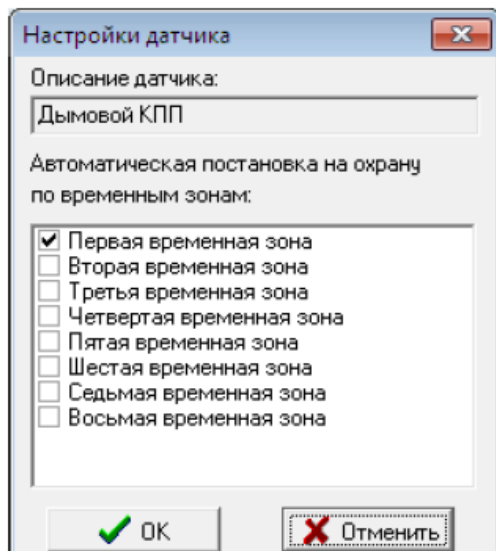 Настройки датчика
Описание датчика:
Дымовой КПП
Автоматическая постановка на охрану
по временным зонам:
Первая временная зона
Вторая временная зона
Третья временная зона
Четвертая временная зона
Пятая временная зона
Шестая временная зона
Седьмая временная зона
Восьмая временная зона
OK
Отменить